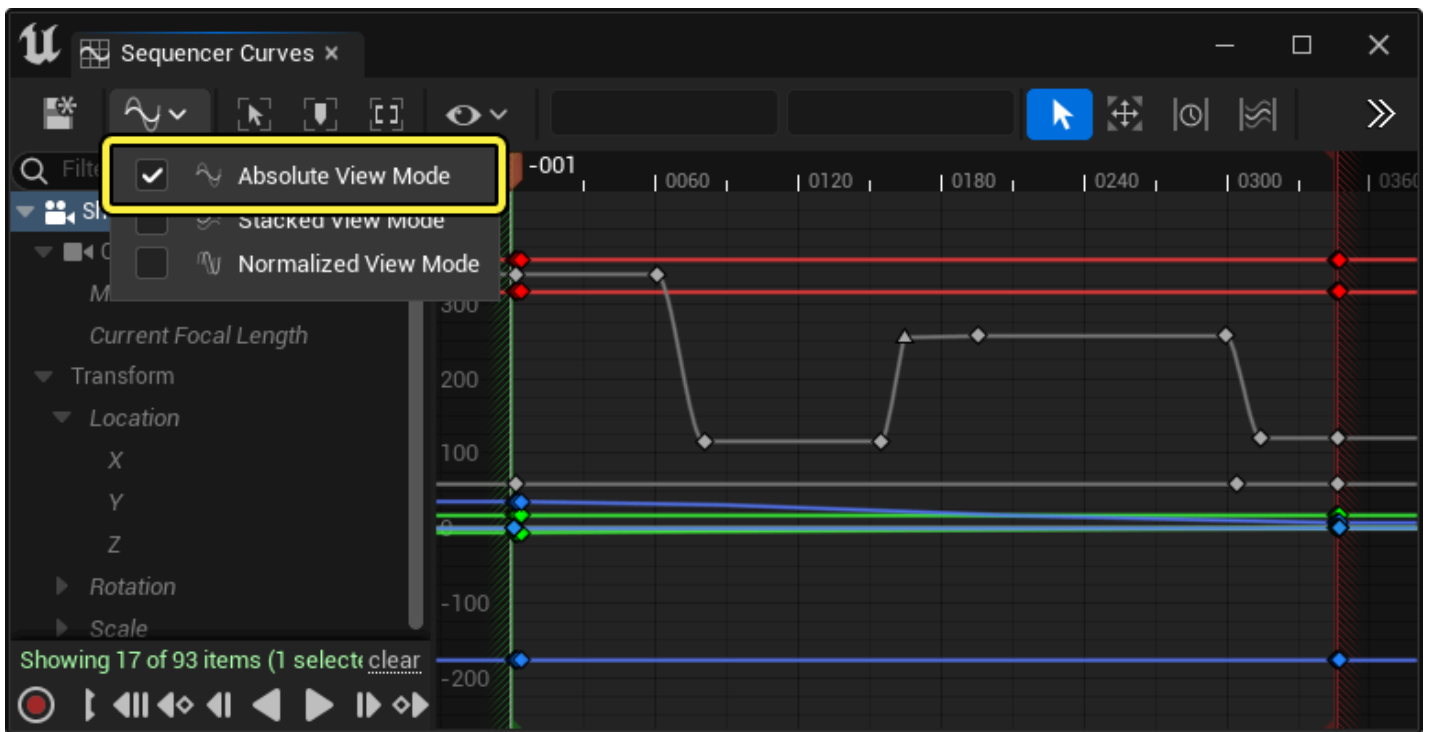 Sequencer Curves
Absolute View Mode
Stacked View Mode
Normalized View Mode
-001
0060
0120
0180
0240
0300
0360
Current Focal Length
Transform
Location
X
Y
Z
Rotation
Scale
300
200
100
0
-100
-200
Showing 17 of 93 items (1 selecte clear